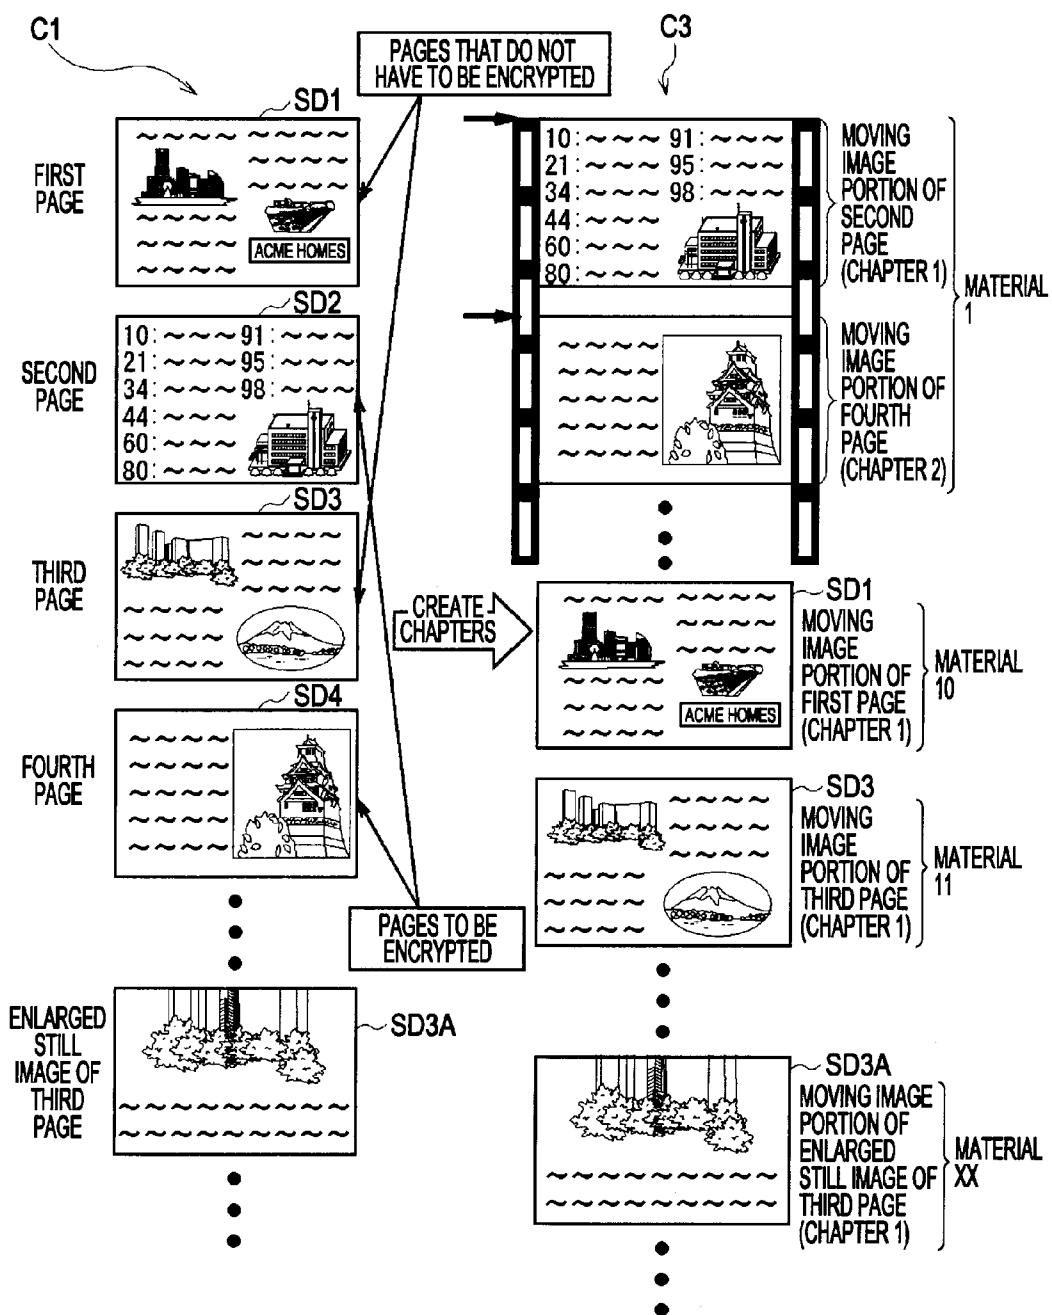 C1
PAGES THAT DO NOT
HAVE TO BE ENCRYPTED
C3
SD1
FIRST
PAGE
ACME HOMES
SD2
SECOND
PAGE
10: 91:
21: 95:
34: 98:
44:
60:
80:
SD3
THIRD
PAGE
SD4
FOURTH
PAGE
PAGES TO BE
ENCRYPTED
ENLARGED
STILL
IMAGE OF
THIRD
PAGE
SD3A
CREATE
CHAPTERS
10: 91:
21: 95:
34: 98:
44:
60:
80:
MOVING
IMAGE
PORTION OF
SECOND
PAGE
(CHAPTER 1)
MATERIAL
1
MOVING
IMAGE
PORTION OF
FOURTH
PAGE
(CHAPTER 2)
SD1
MOVING
IMAGE
PORTION OF
FIRST PAGE
(CHAPTER 1)
MATERIAL
10
ACME HOMES
SD3
MOVING
IMAGE
PORTION OF
THIRD PAGE
(CHAPTER 1)
MATERIAL
11
SD3A
MOVING IMAGE
PORTION OF
ENLARGED
STILL IMAGE OF
THIRD PAGE
(CHAPTER 1)
MATERIAL
XX